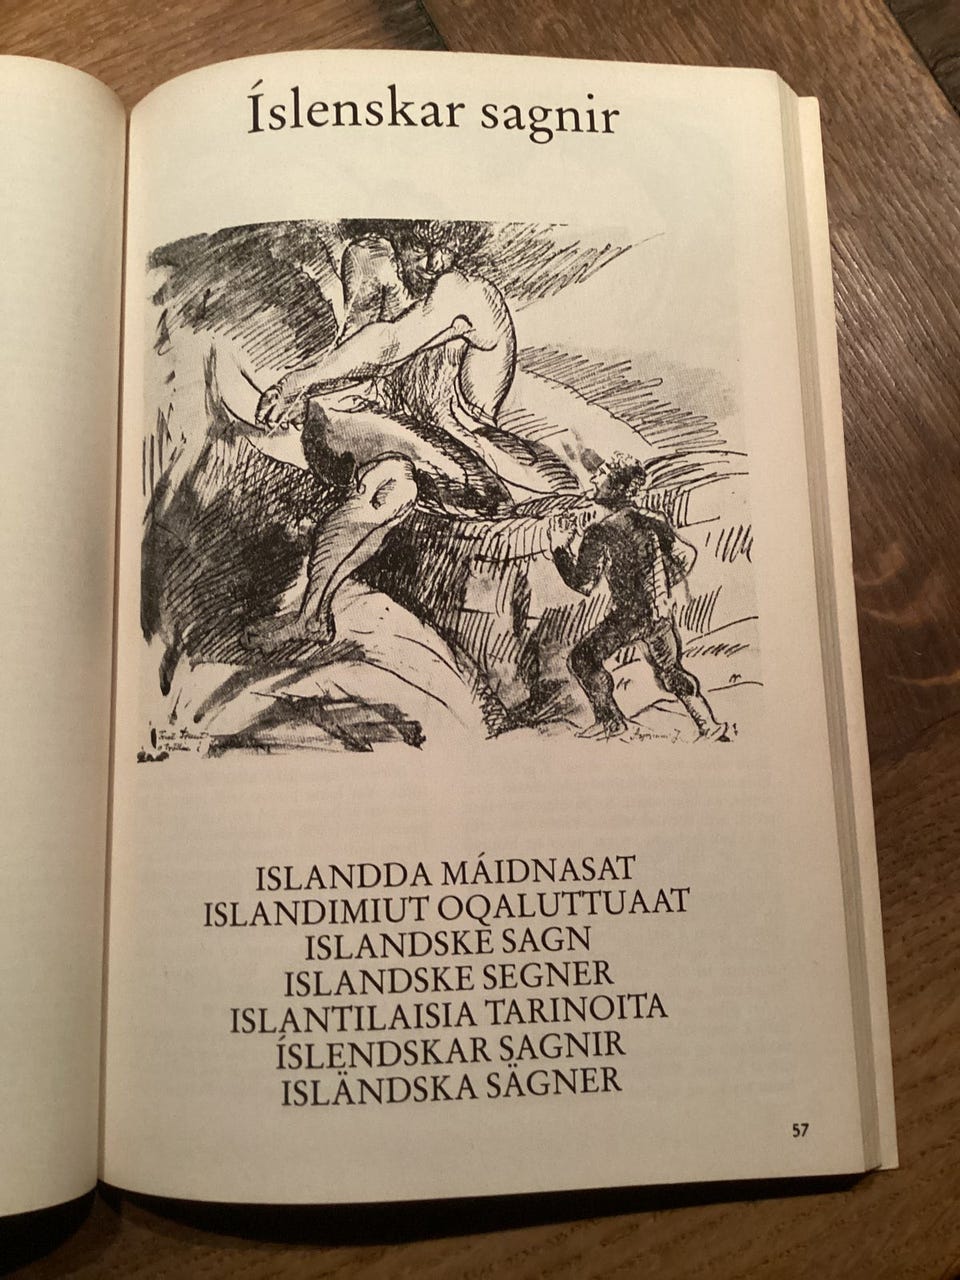 Íslenskar sagnir
ISLANDDA MÁIDNASAT
ISLANDIMIUT OQALUTTUAAT
ISLANDSKE SAGN
ISLANDSKE SEGNER
ISLANTILAISIA TARINOITA
ÍSLENDSKAR SAGNIR
ISLÄNDSKA SÄGNER
57